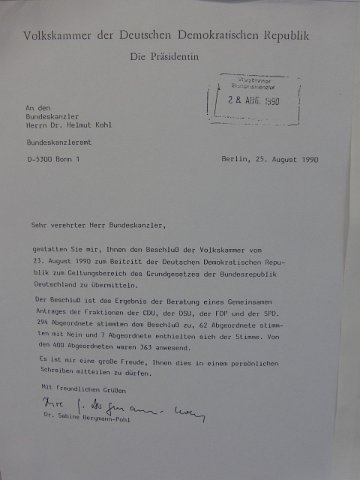 Volkskammer der Deutschen Demokratischen Republik
Die Präsidentin
28. AUG. 1990
An den
Bundeskanzler
Herrn Dr. Helmut Kohl
Bundeskanzleramt
D-5300 Bonn 1
Berlin, 25. August 1990
Sehr verehrter Herr Bundeskanzler,
gestatten Sie mir, Ihnen den Beschluß der Volkskammer vom
23. August 1990 zum Beitritt der Deutschen Demokratischen Repu-
blik zum Geltungsbereich des Grundgesetzes der Bundesrepublik
Deutschland zu übermitteln.
Der Beschluß ist das Ergebnis der Beratung eines Gemeinsamen
Antrages der Fraktionen der CDU, der DSU, der FDP und der SPD.
294 Abgeordnete stimmten dem Beschluß zu, 62 Abgeordnete stimm-
ten mit Nein und 7 Abgeordnete enthielten sich der Stimme. Von
den 400 Abgeordneten waren 363 anwesend.
Es ist mir eine große Freude, Ihnen dies in einem persönlichen
Schreiben mitteilen zu dürfen.
Mit freundlichen Grüßen
Ihre S. Bergmann-Pohl
Dr. Sabine Bergmann-Pohl